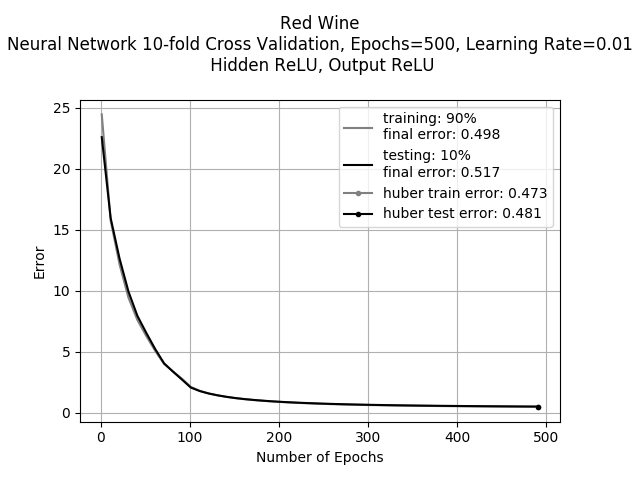 Red Wine
Neural Network 10-fold Cross Validation, Epochs=500, Learning Rate=0.01
Hidden ReLU, Output ReLU
25
20
15
10
5
0
Error
training: 90%
final error: 0.498
testing: 10%
final error: 0.517
huber train error: 0.473
huber test error: 0.481
0
100
200
300
400
500
Number of Epochs